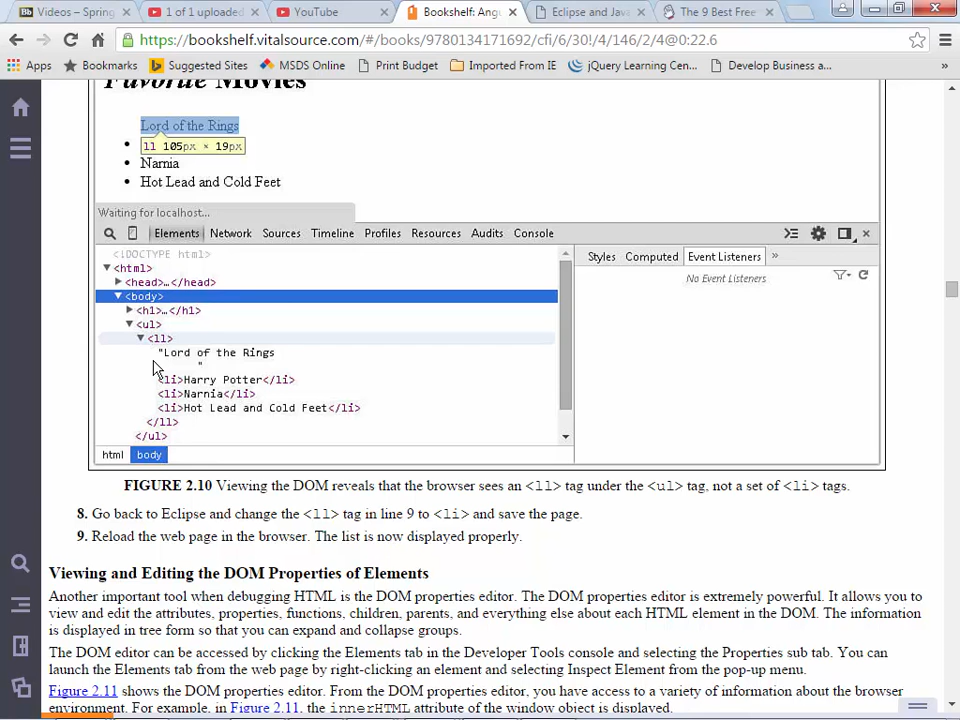 Videos – Spring
1 of 1 uploaded
YouTube
Bookshelf: Angu
Eclipse and Java
The 9 Best Free
https://bookshelf.vitalsource.com/#/books/9780134171692/cfi/6/30!/4/146/2/4@0:22.6
Apps Bookmarks Suggested Sites MSDS Online Print Budget Imported From IE jQuery Learning Cen... Develop Business a...
Favorite Movies
Lord of the Rings
ll 105px × 19px
Narnia
Hot Lead and Cold Feet
Waiting for localhost...
Elements Network Sources Timeline Profiles Resources Audits Console
<!DOCTYPE html>
<html>
<head>…</head>
<body>
<h1>…</h1>
<ul>
<ll>
"Lord of the Rings
"
<li>Harry Potter</li>
<li>Narnia</li>
<li>Hot Lead and Cold Feet</li>
</ll>
</ul>
html body
Styles Computed Event Listeners »
No Event Listeners
FIGURE 2.10 Viewing the DOM reveals that the browser sees an <ll> tag under the <ul> tag, not a set of <li> tags.
8. Go back to Eclipse and change the <ll> tag in line 9 to <li> and save the page.
9. Reload the web page in the browser. The list is now displayed properly.
Viewing and Editing the DOM Properties of Elements
Another important tool when debugging HTML is the DOM properties editor. The DOM properties editor is extremely powerful. It allows you to
view and edit the attributes, properties, functions, children, parents, and everything else about each HTML element in the DOM. The information
is displayed in tree form so that you can expand and collapse groups.
The DOM editor can be accessed by clicking the Elements tab in the Developer Tools console and selecting the Properties sub tab. You can
launch the Elements tab from the web page by right-clicking an element and selecting Inspect Element from the pop-up menu.
Figure 2.11 shows the DOM properties editor. From the DOM properties editor, you have access to a variety of information about the browser
environment. For example, in Figure 2.11, the innerHTML attribute of the window object is displayed.